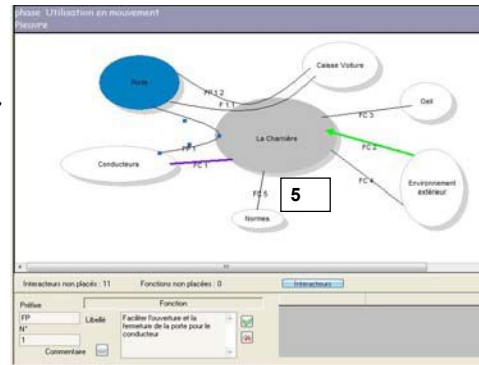 phase Utilisation en mouvement
Pieuvre
Porte
Caisse Voiture
FP 1.2
F 1.1
Oeil
FC 3
La Charnière
FP 1
FC 2
Conducteurs
FC 1
FC 4
Environnement
extérieur
FC 5
5
Normes
Interacteurs non placés : 11
Fonctions non placées : 0
Interacteurs
Préfixe
Fonction
FP
Libellé
Faciliter l'ouverture et la
fermeture de la porte pour le
conducteur
N°
1
Commentaire